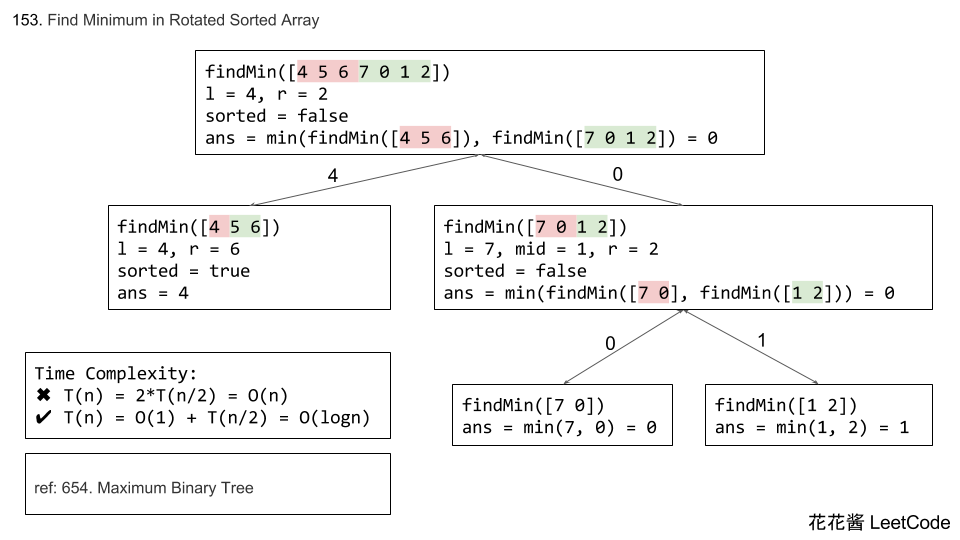 153. Find Minimum in Rotated Sorted Array
findMin([4 5 6 7 0 1 2])
l = 4, r = 2
sorted = false
ans = min(findMin([4 5 6]), findMin([7 0 1 2]) = 0
4
0
findMin([4 5 6])
l = 4, r = 6
sorted = true
ans = 4
findMin([7 0 1 2])
l = 7, mid = 1, r = 2
sorted = false
ans = min(findMin([7 0], findMin([1 2])) = 0
0
1
findMin([7 0])
ans = min(7, 0) = 0
findMin([1 2])
ans = min(1, 2) = 1
Time Complexity:
✖ T(n) = 2*T(n/2) = O(n)
✔ T(n) = O(1) + T(n/2) = O(logn)
ref: 654. Maximum Binary Tree
花花酱 LeetCode